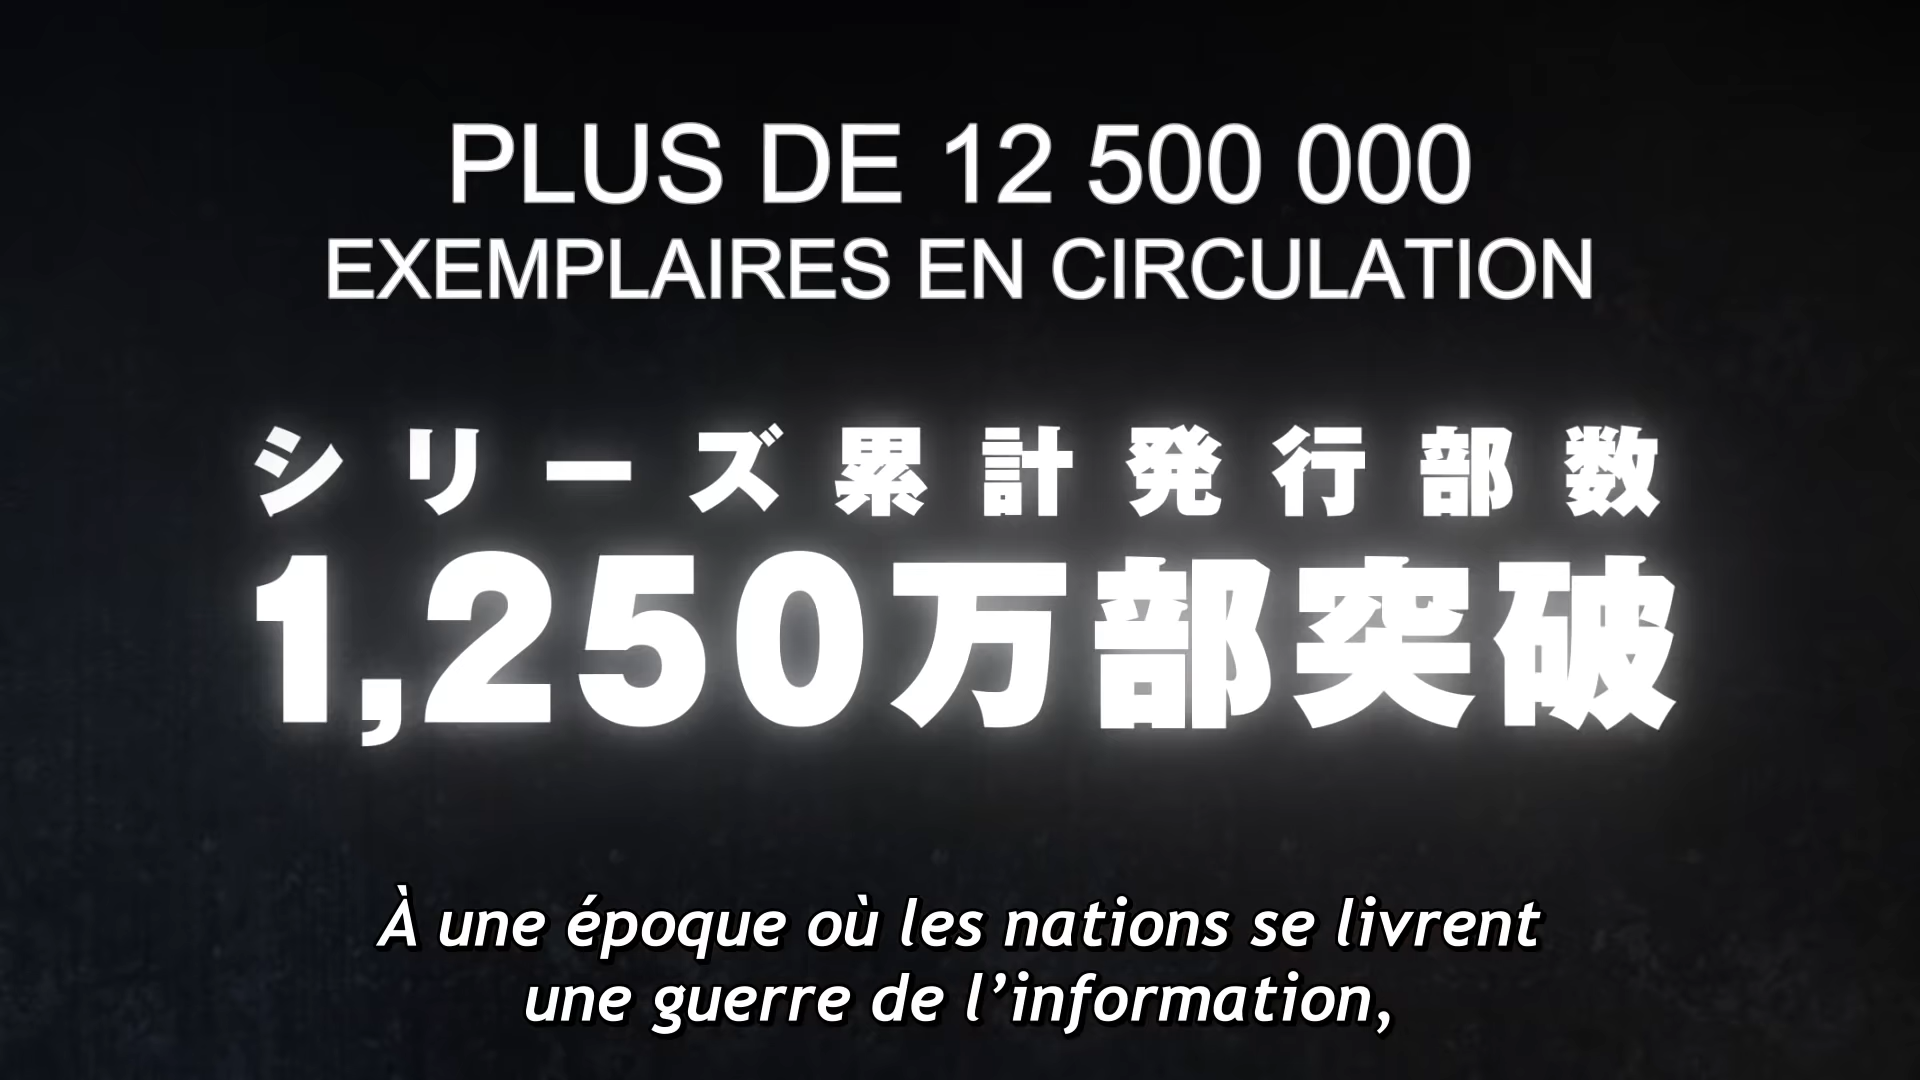 PLUS DE 12 500 000
EXEMPLAIRES EN CIRCULATION
シリーズ累計発行部数
1,250万部突破
À une époque où les nations se livrent
une guerre de l’information,